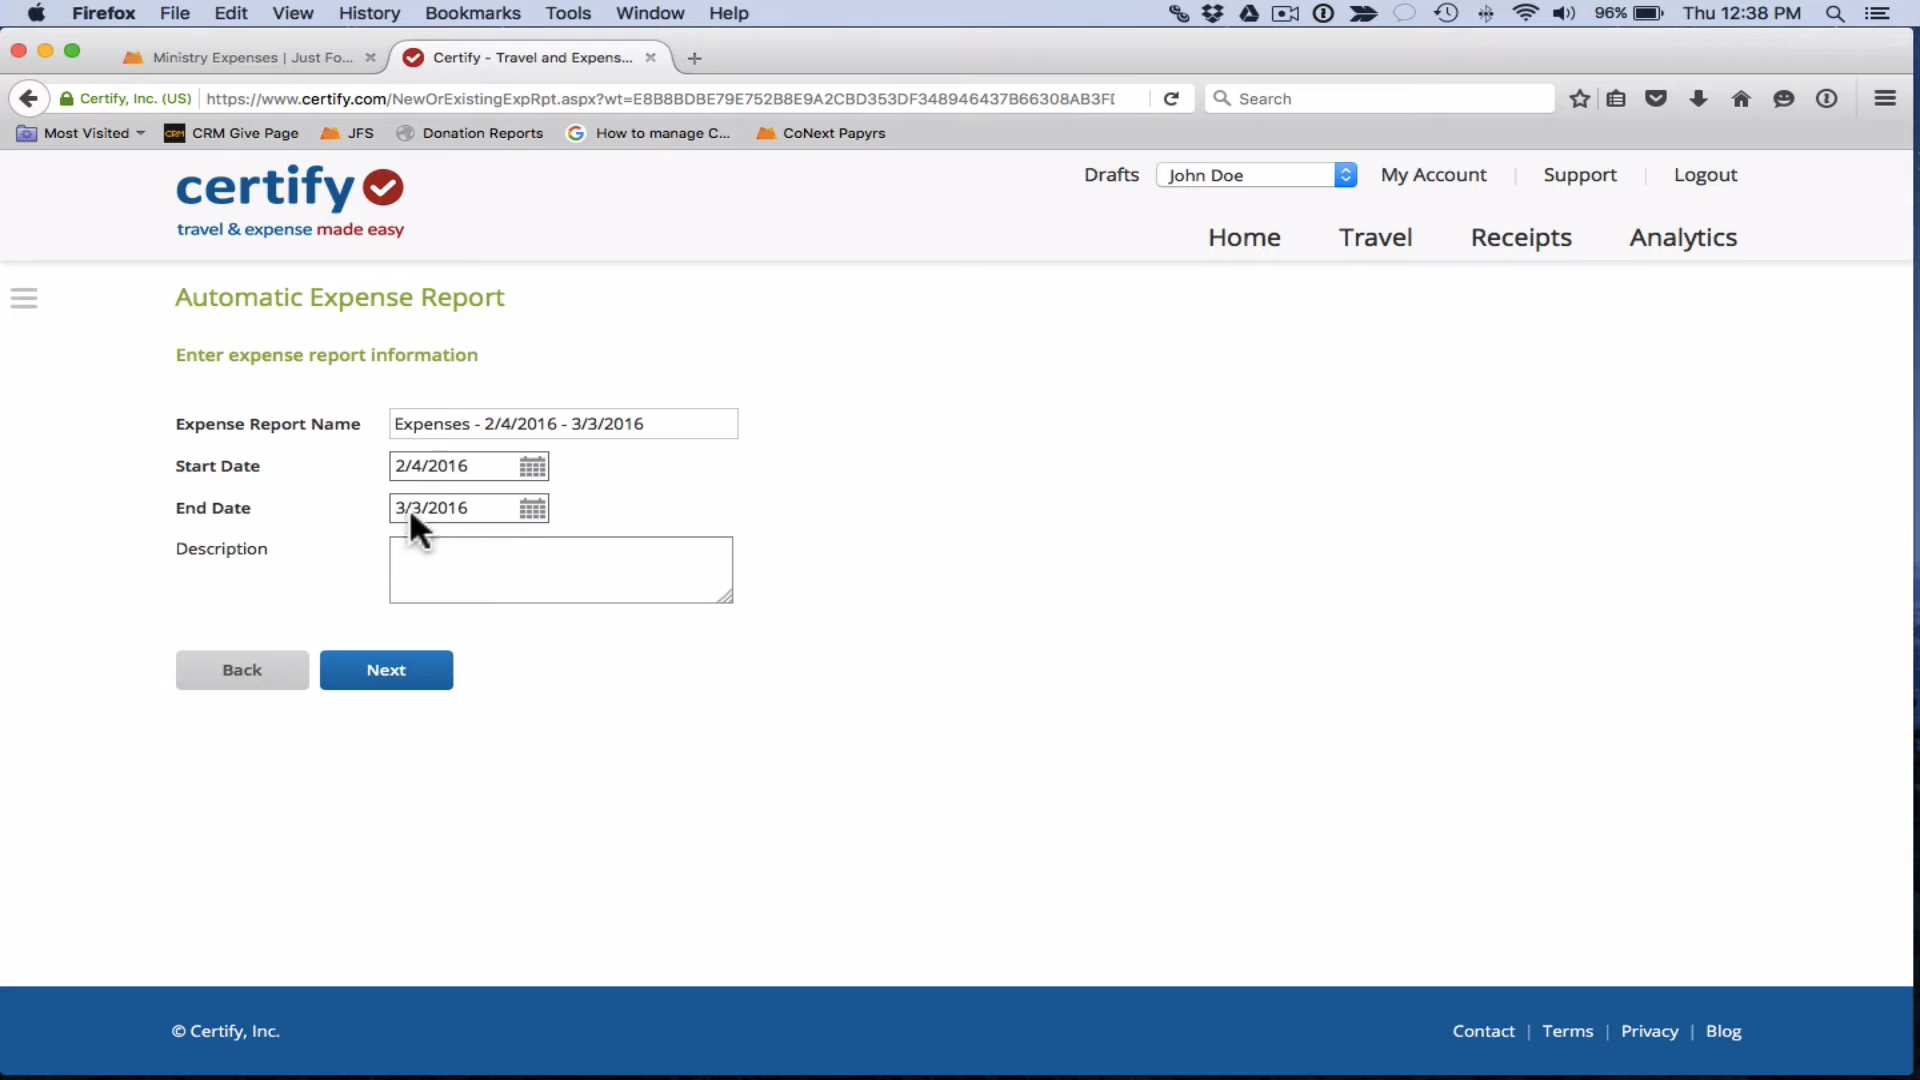 Firefox File Edit View History Bookmarks Tools Window Help 96% Thu 12:38 PM
Ministry Expenses | Just Fo... Certify - Travel and Expens...
Certify, Inc. (US) https://www.certify.com/NewOrExistingExpRpt.aspx?wt=E8B8BDBE79E752B8E9A2CBD353DF348946437B66308AB3FD Search
Most Visited CRM CRM Give Page JFS Donation Reports G How to manage C... CoNext Papyrs
certify
travel & expense made easy
Drafts John Doe My Account | Support | Logout
Home Travel Receipts Analytics
Automatic Expense Report
Enter expense report information
Expense Report Name Expenses - 2/4/2016 - 3/3/2016
Start Date 2/4/2016
End Date 3/3/2016
Description
Back Next
© Certify, Inc. Contact | Terms | Privacy | Blog